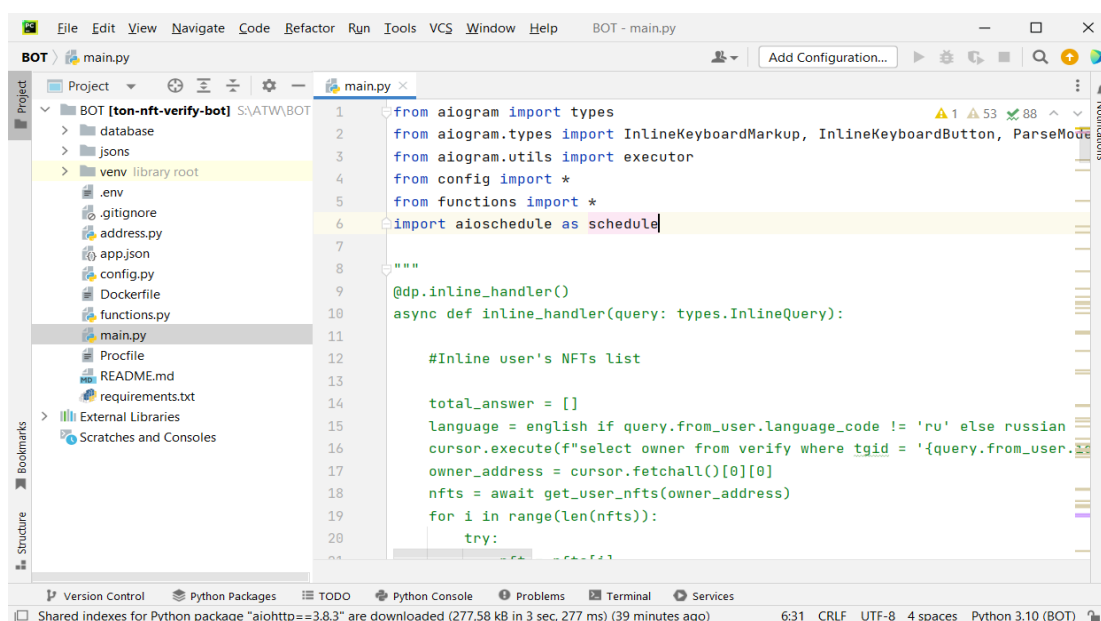 File Edit View Navigate Code Refactor Run Tools VCS Window Help BOT - main.py
BOT main.py Add Configuration...
Project main.py
Project
BOT [ton-nft-verify-bot] S:\ATW\BOT
database
jsons
venv library root
.env
.gitignore
address.py
app.json
config.py
Dockerfile
functions.py
main.py
Procfile
README.md
requirements.txt
External Libraries
Scratches and Consoles
Bookmarks
Structure
Notifications
1 53 88
1 from aiogram import types
2 from aiogram.types import InlineKeyboardMarkup, InlineKeyboardButton, ParseMode
3 from aiogram.utils import executor
4 from config import *
5 from functions import *
6 import aioschedule as schedule
7
8 """
9 @dp.inline_handler()
10 async def inline_handler(query: types.InlineQuery):
11
12 #Inline user's NFTs list
13
14 total_answer = []
15 language = english if query.from_user.language_code != 'ru' else russian
16 cursor.execute(f"select owner from verify where tgid = '{query.from_user.
17 owner_address = cursor.fetchall()[0][0]
18 nfts = await get_user_nfts(owner_address)
19 for i in range(len(nfts)):
20 try:
Version Control Python Packages TODO Python Console Problems Terminal Services
Shared indexes for Python package "aiohttp==3.8.3" are downloaded (277.58 kB in 3 sec, 277 ms) (39 minutes ago) 6:31 CRLF UTF-8 4 spaces Python 3.10 (BOT)